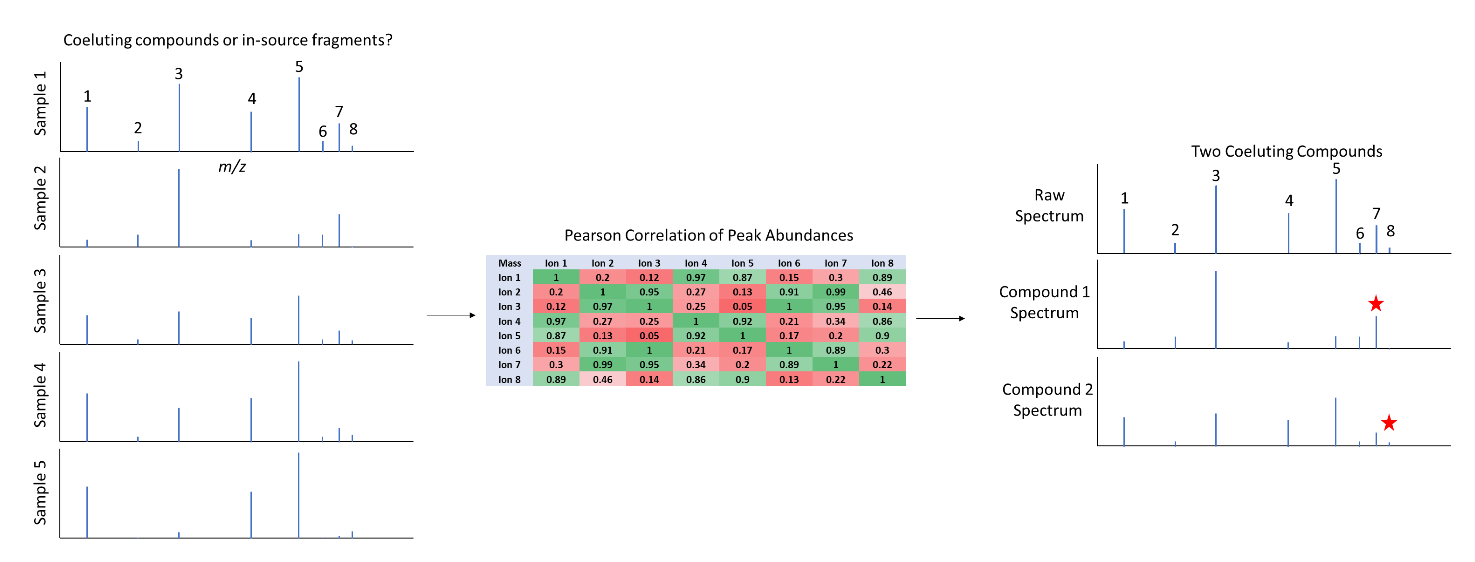 Coeluting compounds or in-source fragments?
Sample 1
1
2
3
4
5
6
7
8
m/z
Sample 2
Sample 3
Sample 4
Sample 5
Pearson Correlation of Peak Abundances
Mass Ion 1 Ion 2 Ion 3 Ion 4 Ion 5 Ion 6 Ion 7 Ion 8
Ion 1 1 0.2 0.12 0.97 0.87 0.15 0.3 0.89
Ion 2 0.2 1 0.95 0.27 0.13 0.91 0.99 0.46
Ion 3 0.12 0.97 1 0.25 0.05 1 0.95 0.14
Ion 4 0.97 0.27 0.25 1 0.92 0.21 0.34 0.86
Ion 5 0.87 0.13 0.05 0.92 1 0.17 0.2 0.9
Ion 6 0.15 0.91 1 0.21 0.17 1 0.89 0.3
Ion 7 0.3 0.99 0.95 0.34 0.2 0.89 1 0.22
Ion 8 0.89 0.46 0.14 0.86 0.9 0.13 0.22 1
Two Coeluting Compounds
Raw
Spectrum
1
2
3
4
5
6
7
8
Compound 1
Spectrum
Compound 2
Spectrum